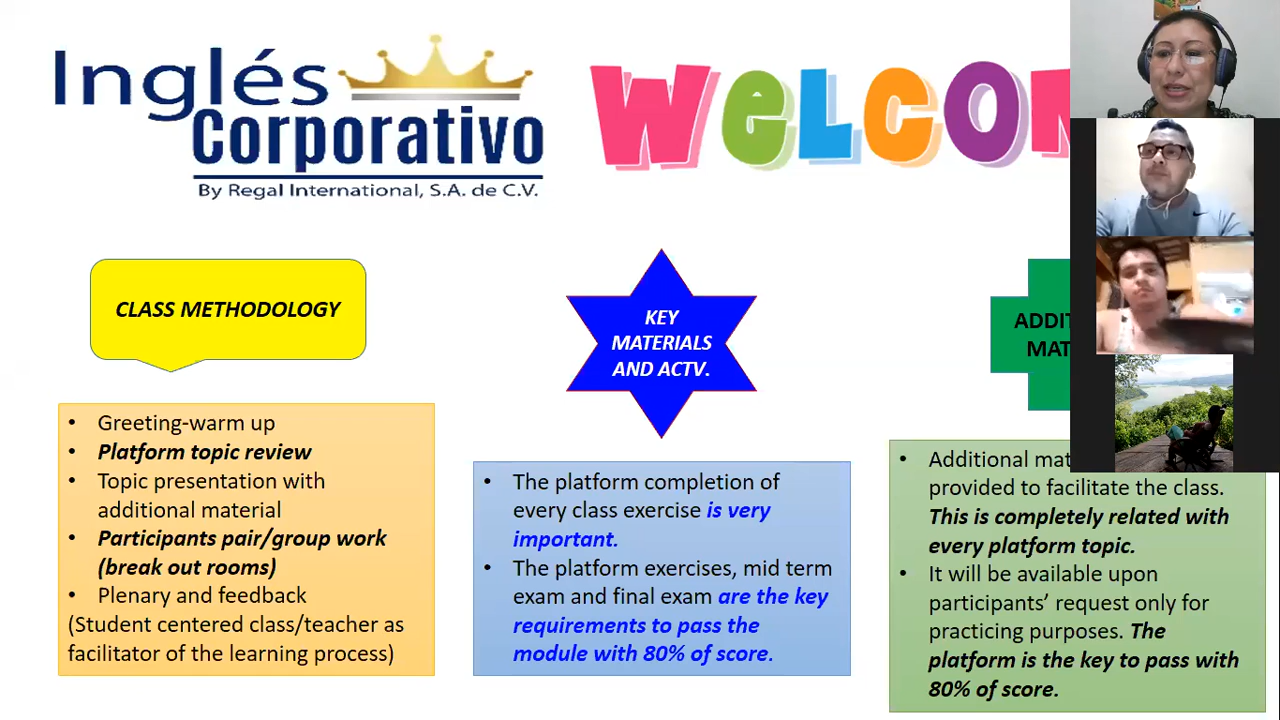 Inglés
Corporativo
By Regal International, S.A. de C.V.
WeLCO
CLASS METHODOLOGY
• Greeting-warm up
• Platform topic review
• Topic presentation with
additional material
• Participants pair/group work
(break out rooms)
• Plenary and feedback
(Student centered class/teacher as
facilitator of the learning process)
KEY
MATERIALS
AND ACTV.
• The platform completion of
every class exercise is very
important.
• The platform exercises, mid term
exam and final exam are the key
requirements to pass the
module with 80% of score.
ADDIT
MAT
• Additional mat
provided to facilitate the class.
This is completely related with
every platform topic.
• It will be available upon
participants’ request only for
practicing purposes. The
platform is the key to pass with
80% of score.